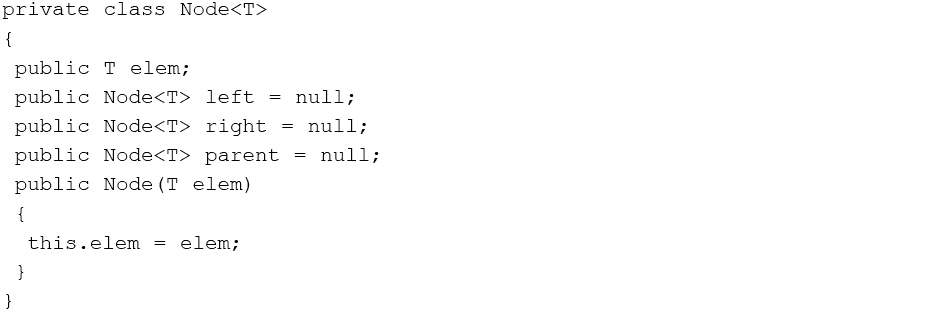 private class Node<T>
{
public T elem;
public Node<T> left = null;
public Node<T> right = null;
public Node<T> parent = null;
public Node(T elem)
{
this.elem = elem;
}
}